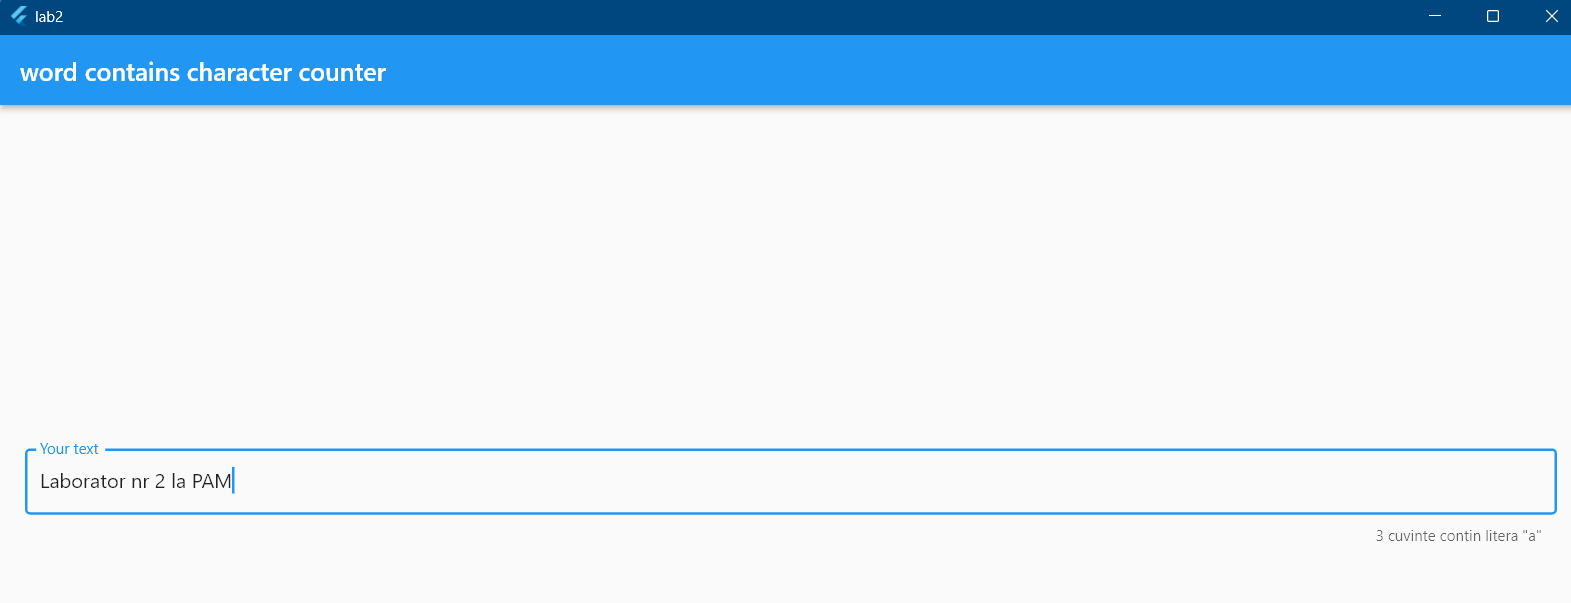 lab2
word contains character counter
Your text
Laborator nr 2 la PAM
3 cuvinte contin litera "a"